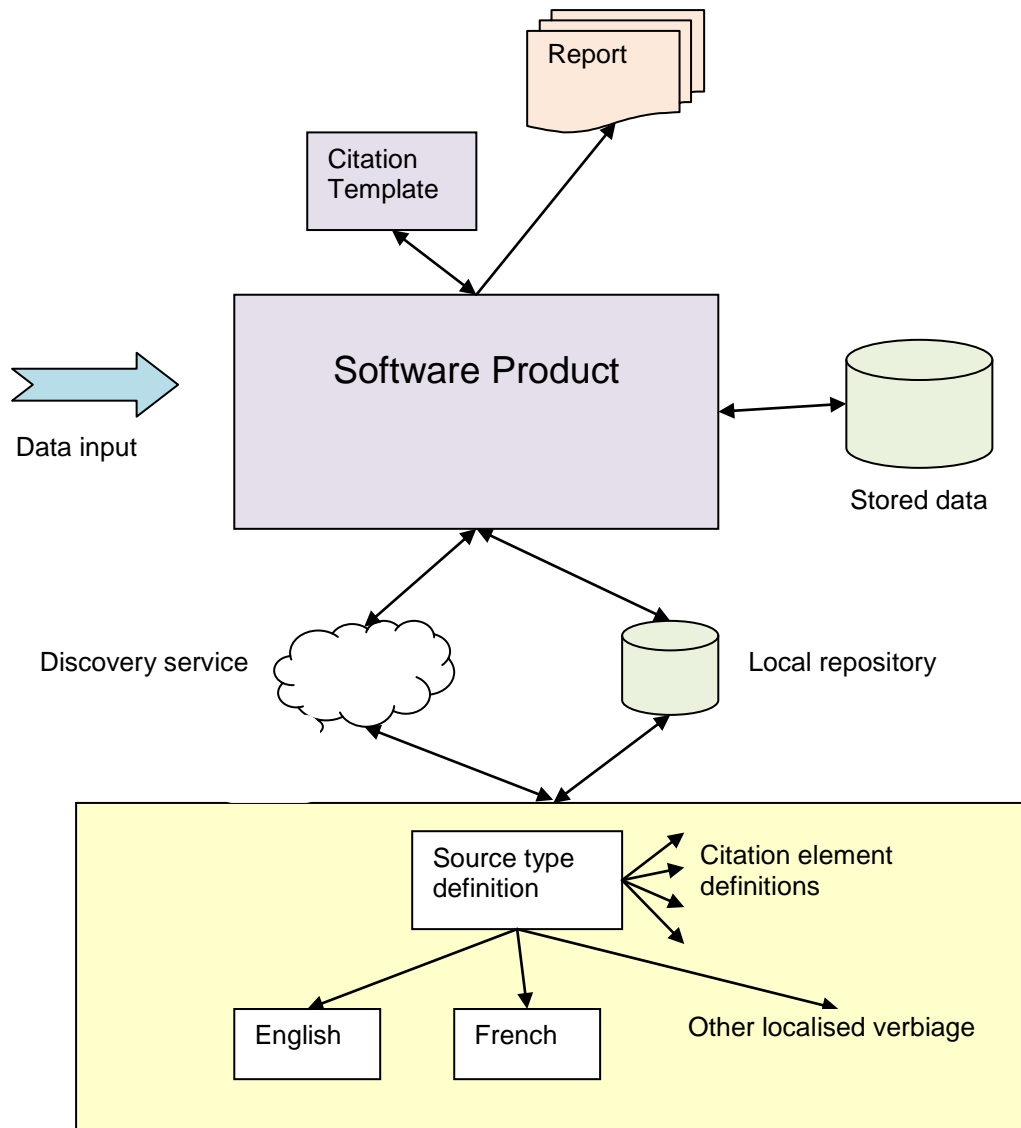 Report
Citation
Template
Software Product
Data input
Stored data
Discovery service
Local repository
Source type
definition
Citation element
definitions
English
French
Other localised verbiage